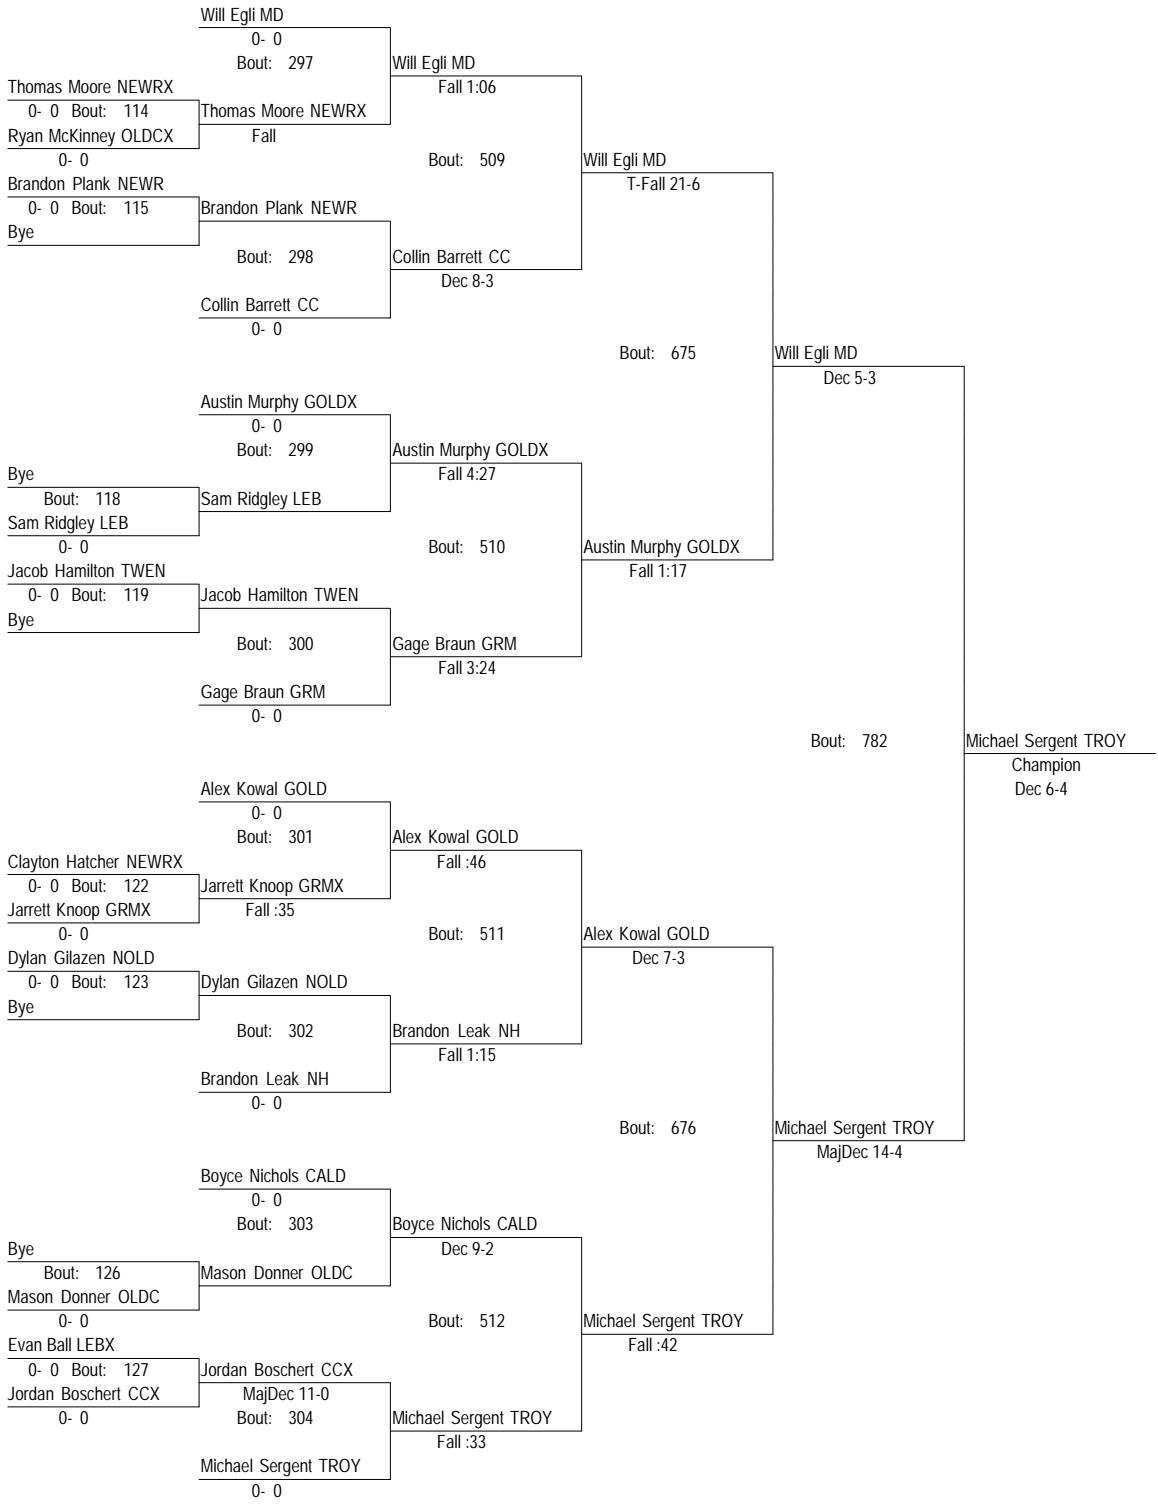 Will Egli MD
0- 0
Bout: 297
Will Egli MD
Fall 1:06
Thomas Moore NEWRX
0- 0 Bout: 114
Thomas Moore NEWRX
Fall
Ryan McKinney OLDCX
0- 0
Bout: 509
Will Egli MD
T-Fall 21-6
Brandon Plank NEWR
0- 0 Bout: 115
Brandon Plank NEWR
Bye
Bout: 298
Collin Barrett CC
Dec 8-3
Collin Barrett CC
0- 0
Bout: 675
Will Egli MD
Dec 5-3
Austin Murphy GOLDX
0- 0
Bout: 299
Austin Murphy GOLDX
Fall 4:27
Bye
Bout: 118
Sam Ridgley LEB
Sam Ridgley LEB
0- 0
Bout: 510
Austin Murphy GOLDX
Fall 1:17
Jacob Hamilton TWEN
0- 0 Bout: 119
Jacob Hamilton TWEN
Bye
Bout: 300
Gage Braun GRM
Fall 3:24
Gage Braun GRM
0- 0
Bout: 782
Michael Sergent TROY
Champion
Dec 6-4
Alex Kowal GOLD
0- 0
Bout: 301
Alex Kowal GOLD
Fall :46
Clayton Hatcher NEWRX
0- 0 Bout: 122
Jarrett Knoop GRMX
Fall :35
Jarrett Knoop GRMX
0- 0
Bout: 511
Alex Kowal GOLD
Dec 7-3
Dylan Gilazen NOLD
0- 0 Bout: 123
Dylan Gilazen NOLD
Bye
Bout: 302
Brandon Leak NH
Fall 1:15
Brandon Leak NH
0- 0
Bout: 676
Michael Sergent TROY
MajDec 14-4
Boyce Nichols CALD
0- 0
Bout: 303
Boyce Nichols CALD
Dec 9-2
Bye
Bout: 126
Mason Donner OLDC
Mason Donner OLDC
0- 0
Bout: 512
Michael Sergent TROY
Fall :42
Evan Ball LEBX
0- 0 Bout: 127
Jordan Boschert CCX
MajDec 11-0
Jordan Boschert CCX
0- 0
Bout: 304
Michael Sergent TROY
Fall :33
Michael Sergent TROY
0- 0